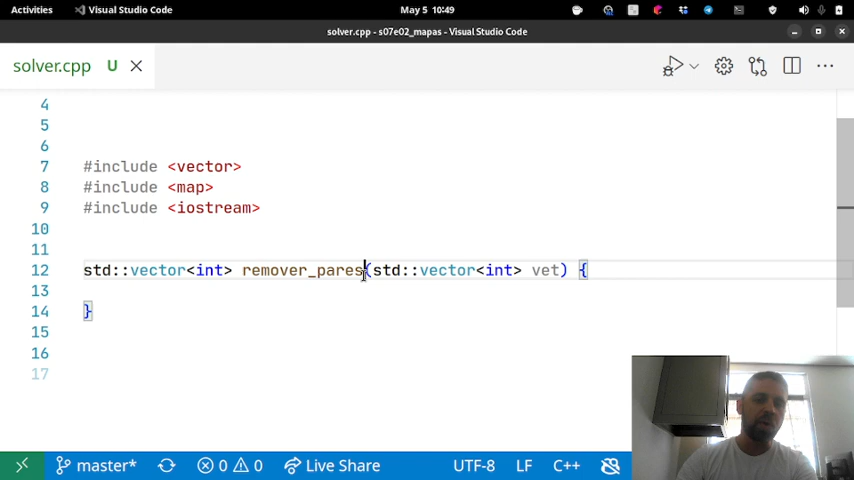 Activities Visual Studio Code May 5 10:49
solver.cpp - s07e02_mapas - Visual Studio Code
solver.cpp U
4
5
6
7 #include <vector>
8 #include <map>
9 #include <iostream>
10
11
12 std::vector<int> remover_pares(std::vector<int> vet) {
13
14 }
15
16
17
master* 0 0 Live Share UTF-8 LF C++